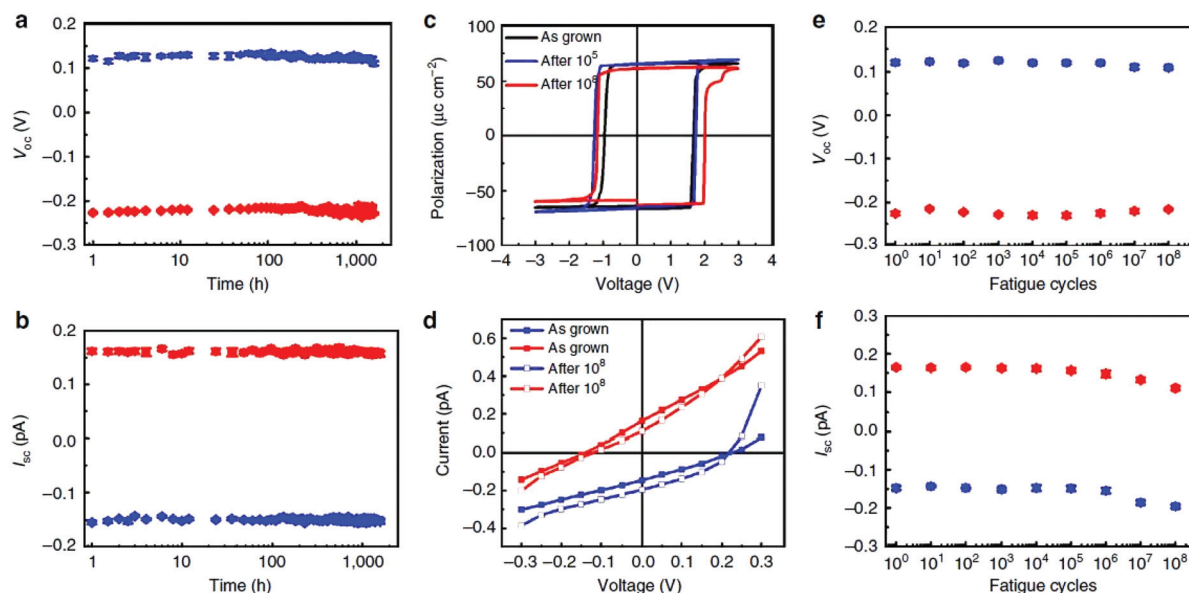 a
0.2
0.1
0.0
−0.1
−0.2
−0.3
V oc (V)
1
10
100
1,000
Time (h)
b
0.2
0.1
0.0
−0.1
−0.2
I sc (pA)
1
10
100
1,000
Time (h)
c
100
50
0
−50
−100
Polarization (μc cm−2)
As grown
After 10^5
After 10^8
−4
−3
−2
−1
0
1
2
3
4
Voltage (V)
d
0.6
0.4
0.2
0.0
−0.2
−0.4
Current (pA)
As grown
As grown
After 10^8
After 10^8
−0.3
−0.2
−0.1
0.0
0.1
0.2
0.3
Voltage (V)
e
0.2
0.1
0.0
−0.1
−0.2
−0.3
V oc (V)
10^0 10^1 10^2 10^3 10^4 10^5 10^6 10^7 10^8
Fatigue cycles
f
0.3
0.2
0.1
0.0
−0.1
−0.2
−0.3
I sc (pA)
10^0 10^1 10^2 10^3 10^4 10^5 10^6 10^7 10^8
Fatigue cycles